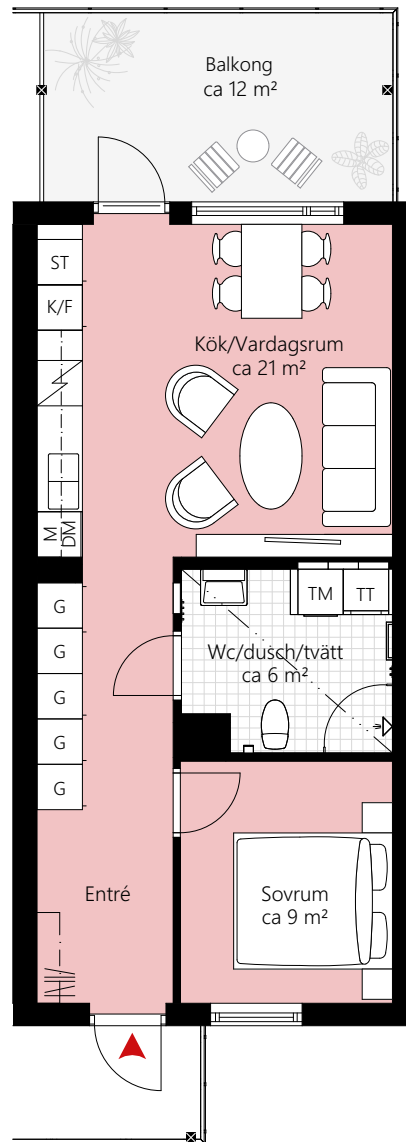 Balkong
ca 12 m²
ST
K/F
Kök/Vardagsrum
ca 21 m²
M
DM
G
G
G
G
G
TM
TT
Wc/dusch/tvätt
ca 6 m²
Entré
Sovrum
ca 9 m²